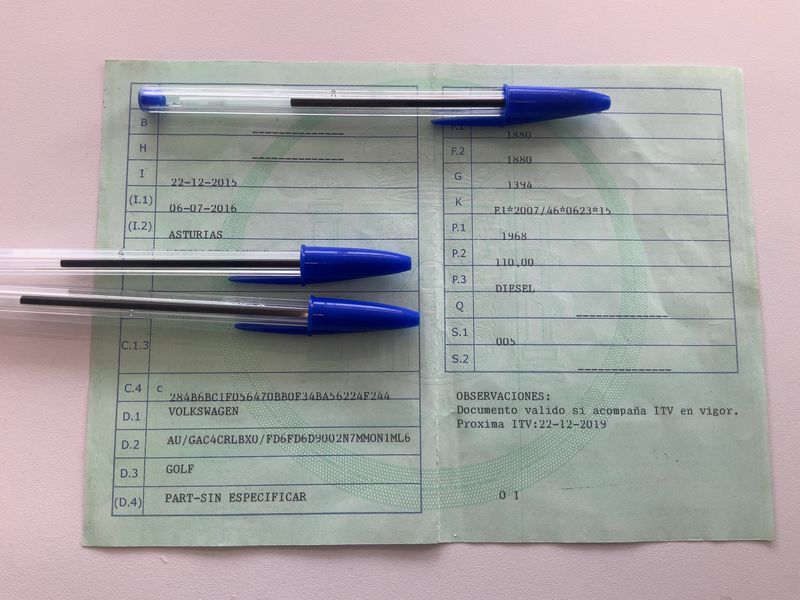 B ---------------
H ---------------
I 22-12-2015
(I.1) 06-07-2016
(I.2) ASTURIAS
C.1.3
C.4 c 284B6BC1F056470BB0F34BA56224F244
D.1 VOLKSWAGEN
D.2 AU/GAC4CRLBX0/FD6FD6D9002N7MMON1ML6
D.3 GOLF
(D.4) PART-SIN ESPECIFICAR
F.1 1880
F.2 1880
G 1394
K E1*2007/46*0623*15
P.1 1968
P.2 110,00
P.3 DIESEL
Q ---------------
S.1 005
S.2 ---------------
OBSERVACIONES:
Documento valido si acompaña ITV en vigor.
Proxima ITV:22-12-2019
0 1